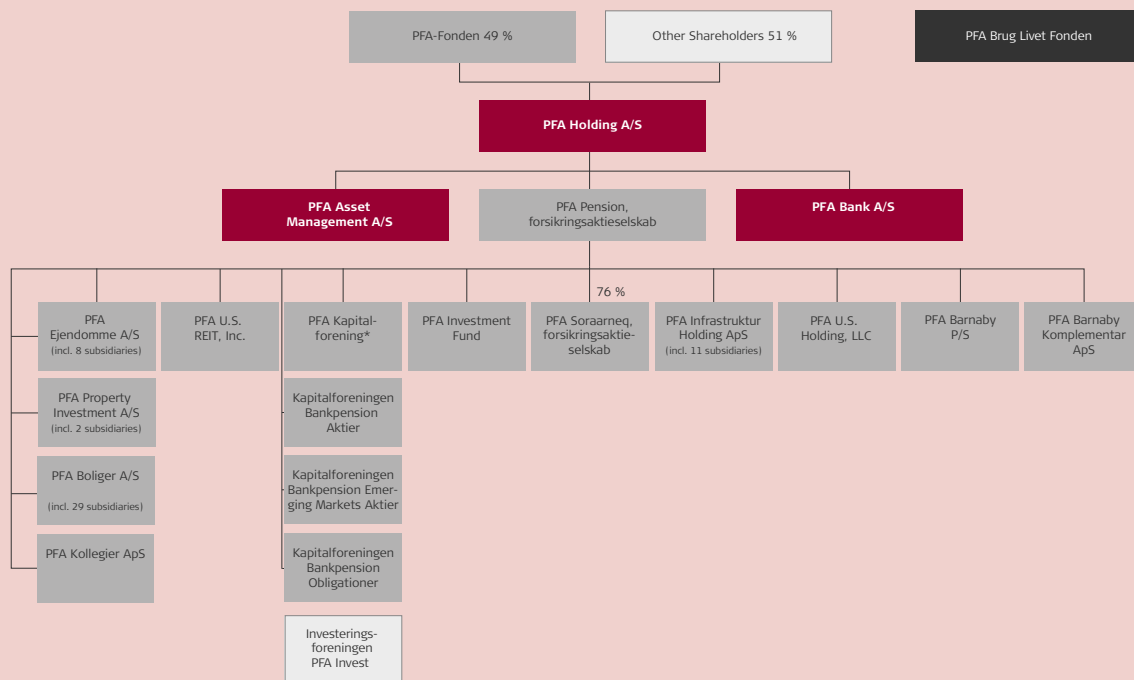 PFA-Fonden 49 %
Other Shareholders 51 %
PFA Brug Livet Fonden
PFA Holding A/S
PFA Asset
Management A/S
PFA Pension,
forsikringsaktieselskab
PFA Bank A/S
76 %
PFA
Ejendomme A/S
(incl. 8 subsidiaries)
PFA U.S.
REIT, Inc.
PFA Kapital-
forening*
PFA Investment
Fund
PFA Soraarneq,
forsikringsaktie-
selskab
PFA Infrastruktur
Holding ApS
(incl. 11 subsidiaries)
PFA U.S.
Holding, LLC
PFA Barnaby
P/S
PFA Barnaby
Komplementar
ApS
PFA Property
Investment A/S
(incl. 2 subsidiaries)
Kapitalforeningen
Bankpension
Aktier
PFA Boliger A/S
(incl. 29 subsidiaries)
Kapitalforeningen
Bankpension Emer-
ging Markets Aktier
PFA Kollegier ApS
Kapitalforeningen
Bankpension
Obligationer
Investerings-
foreningen
PFA Invest